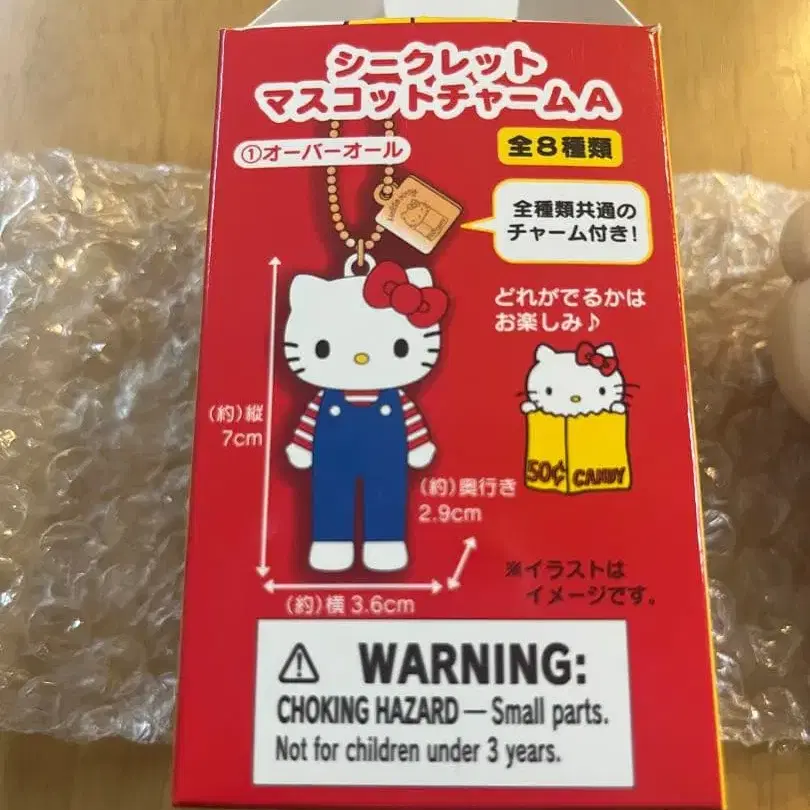 シークレット
マスコットチャームA
①オーバーオール
全8種類
全種類共通の
チャーム付き!
どれがでるかは
お楽しみ♪
(約)縦
7cm
50¢ CANDY
(約)奥行き
2.9cm
※イラストは
イメージです。
(約)横3.6cm
WARNING:
CHOKING HAZARD — Small parts.
Not for children under 3 years.